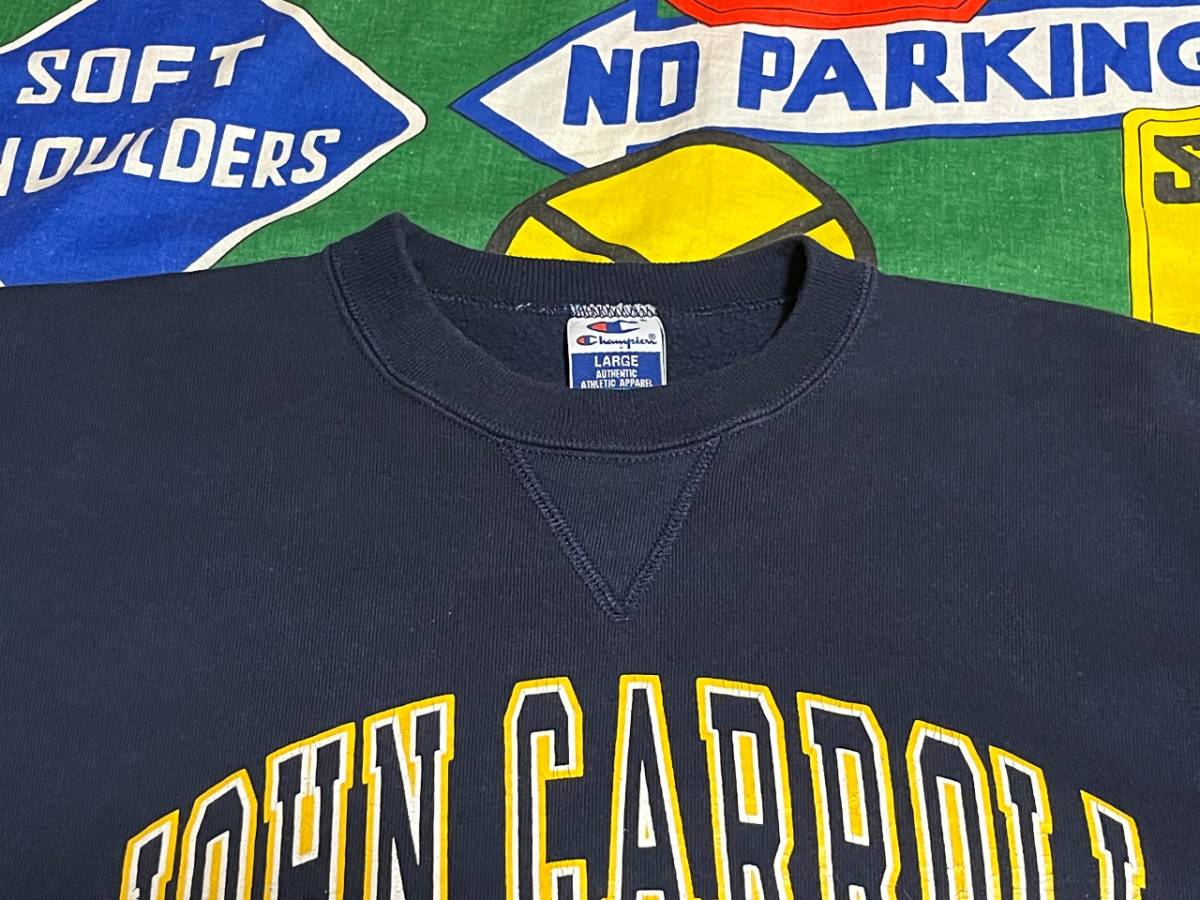 SOFT
NO PARKING
SHOULDERS
Champion®
LARGE
AUTHENTIC
ATHLETIC APPAREL
JOHN CARROLL